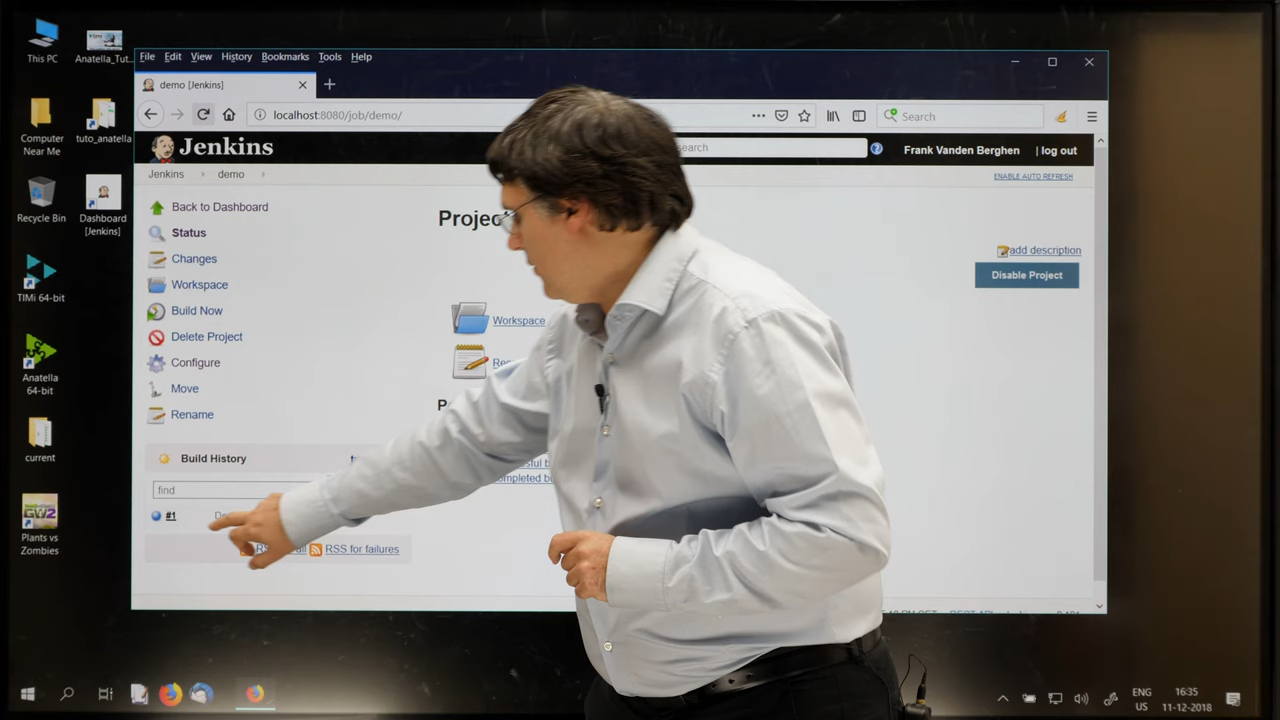 This PC
Anatella_Tut...
Computer
Near Me
tuto_anatella
Recycle Bin
Dashboard
[Jenkins]
TIMi 64-bit
Anatella
64-bit
current
GW2
Plants vs
Zombies
File Edit View History Bookmarks Tools Help
demo [Jenkins]
localhost:8080/job/demo/
Search
Jenkins
search
Frank Vanden Berghen | log out
Jenkins demo
ENABLE AUTO REFRESH
Back to Dashboard
Status
Changes
Workspace
Build Now
Delete Project
Configure
Move
Rename
Project
add description
Disable Project
Workspace
Build History
find
#1
RSS for failures
ENG
US
16:35
11-12-2018